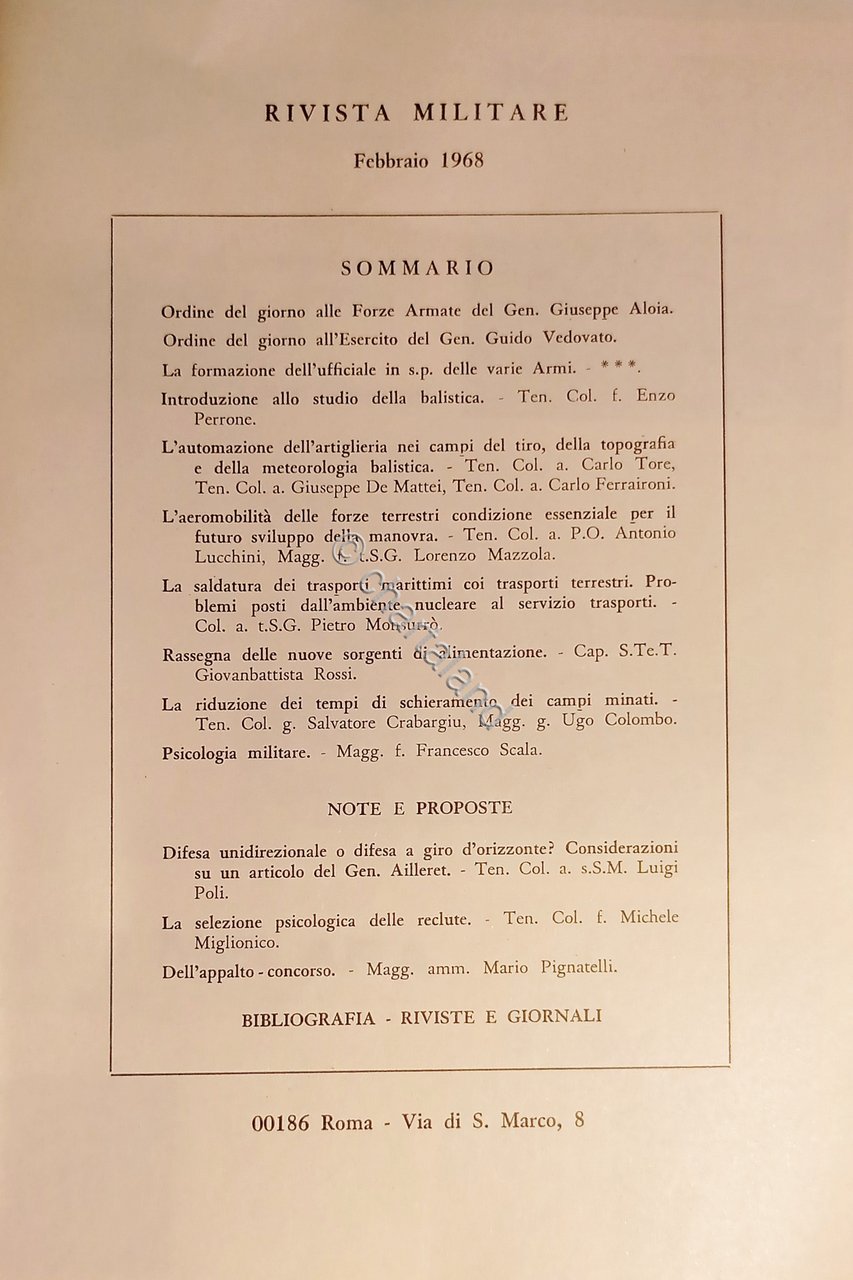 RIVISTA MILITARE
Febbraio 1968
SOMMARIO
Ordine del giorno alle Forze Armate del Gen. Giuseppe Aloia.
Ordine del giorno all'Esercito del Gen. Guido Vedovato.
La formazione dell'ufficiale in s.p. delle varie Armi. - * * *.
Introduzione allo studio della balistica. - Ten. Col. f. Enzo
Perrone.
L'automazione dell'artiglieria nei campi del tiro, della topografia
e della meteorologia balistica. - Ten. Col. a. Carlo Tore,
Ten. Col. a. Giuseppe De Mattei, Ten. Col. a. Carlo Ferraironi.
L'aeromobilità delle forze terrestri condizione essenziale per il
futuro sviluppo della manovra. - Ten. Col. a. P.O. Antonio
Lucchini, Magg. f. t.S.G. Lorenzo Mazzola.
La saldatura dei trasporti marittimi coi trasporti terrestri. Pro-
blemi posti dall'ambiente nucleare al servizio trasporti. -
Col. a. t.S.G. Pietro Monsurrò.
Rassegna delle nuove sorgenti di alimentazione. - Cap. S.Te.T.
Giovanbattista Rossi.
La riduzione dei tempi di schieramento dei campi minati. -
Ten. Col. g. Salvatore Crabargiu, Magg. g. Ugo Colombo.
Psicologia militare. - Magg. f. Francesco Scala.
NOTE E PROPOSTE
Difesa unidirezionale o difesa a giro d'orizzonte? Considerazioni
su un articolo del Gen. Ailleret. - Ten. Col. a. s.S.M. Luigi
Poli.
La selezione psicologica delle reclute. - Ten. Col. f. Michele
Miglionico.
Dell'appalto - concorso. - Magg. amm. Mario Pignatelli.
BIBLIOGRAFIA - RIVISTE E GIORNALI
00186 Roma - Via di S. Marco, 8
© chartaland